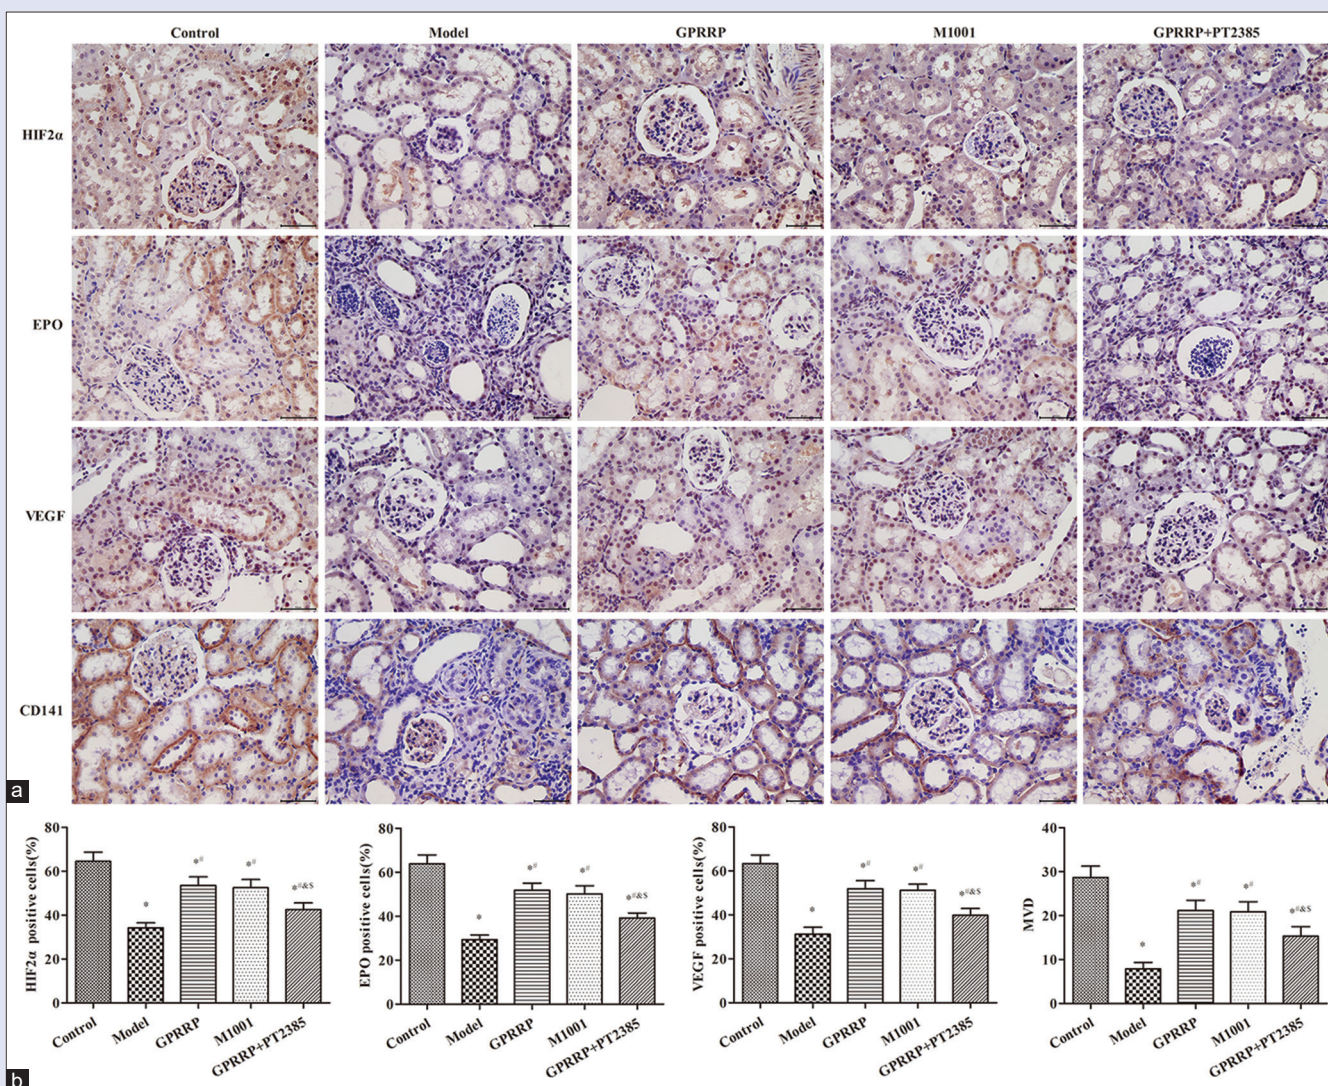 Control Model GPRRP M1001 GPRRP+PT2385
HIF2α
EPO
VEGF
CD141
a
80
60
40
20
0
HIF2α positive cells(%)
*
*#
*#
*#&$
Control Model GPRRP M1001 GPRRP+PT2385
80
60
40
20
0
EPO positive cells(%)
*
*#
*#
*#&$
Control Model GPRRP M1001 GPRRP+PT2385
80
60
40
20
0
VEGF positive cells(%)
*
*#
*#
*#&$
Control Model GPRRP M1001 GPRRP+PT2385
40
30
20
10
0
MVD
*
*#
*#
*#&$
Control Model GPRRP M1001 GPRRP+PT2385
b